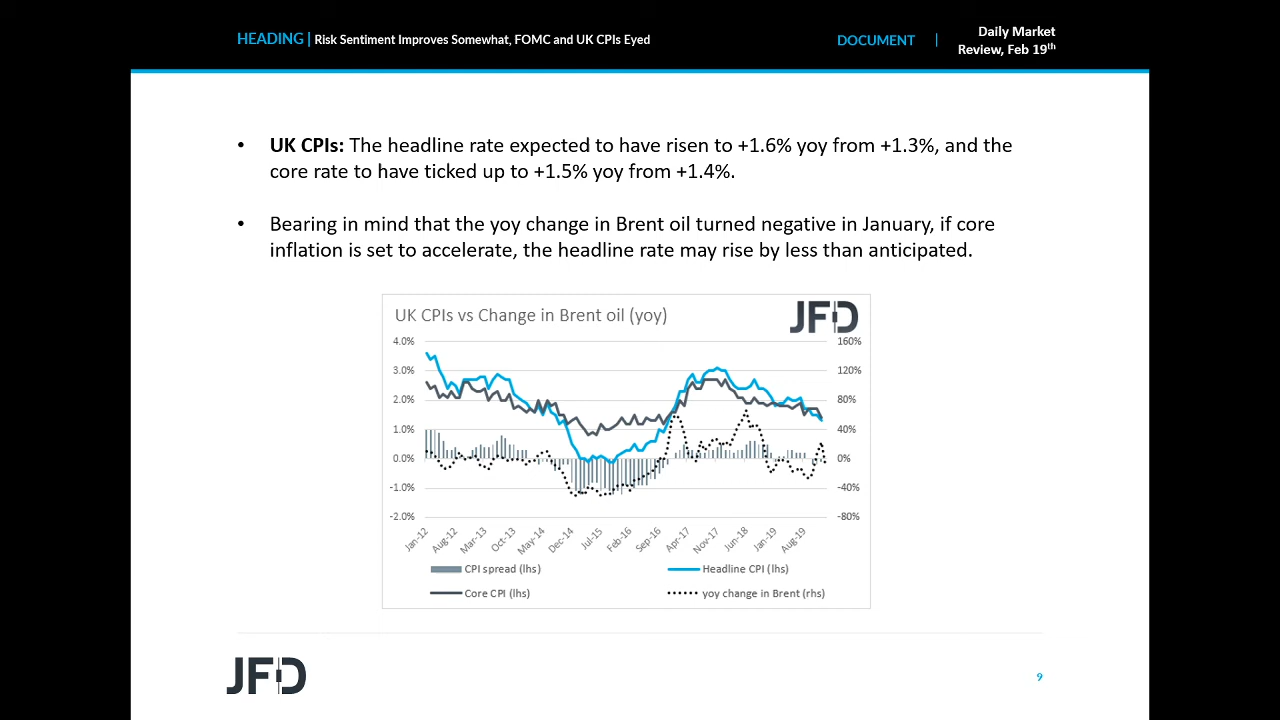 HEADING | Risk Sentiment Improves Somewhat, FOMC and UK CPIs Eyed
DOCUMENT |
Daily Market
Review, Feb 19th
• UK CPIs: The headline rate expected to have risen to +1.6% yoy from +1.3%, and the
core rate to have ticked up to +1.5% yoy from +1.4%.
• Bearing in mind that the yoy change in Brent oil turned negative in January, if core
inflation is set to accelerate, the headline rate may rise by less than anticipated.
UK CPIs vs Change in Brent oil (yoy)
JFD
4.0% 160%
3.0% 120%
2.0% 80%
1.0% 40%
0.0% 0%
-1.0% -40%
-2.0% -80%
Jan-12 Aug-12 Mar-13 Oct-13 May-14 Dec-14 Jul-15 Feb-16 Sep-16 Apr-17 Nov-17 Jun-18 Jan-19 Aug-19
CPI spread (lhs) Headline CPI (lhs)
Core CPI (lhs) yoy change in Brent (rhs)
JFD
9